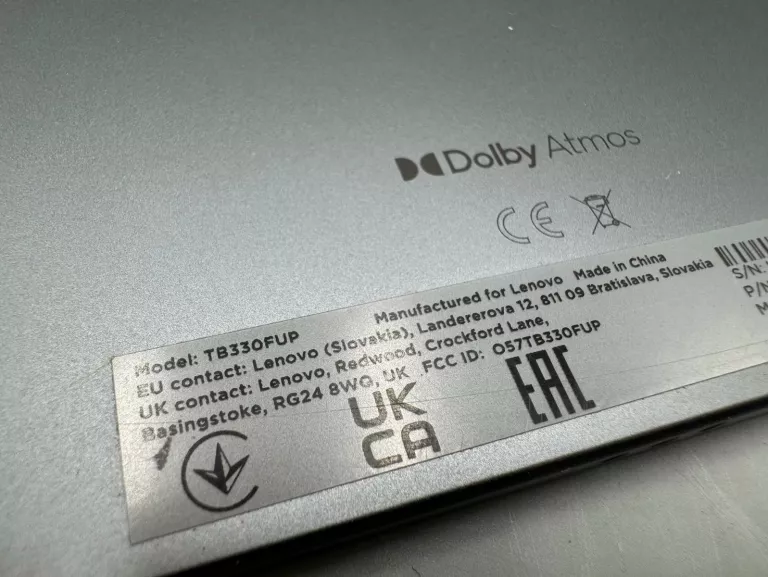 Dolby Atmos
CE
Model: TB330FUP
Manufactured for Lenovo Made in China
EU contact: Lenovo (Slovakia), Landererova 12, 811 09 Bratislava, Slovakia
UK contact: Lenovo, Redwood, Crockford Lane,
Basingstoke, RG24 8WQ, UK FCC ID: O57TB330FUP
UK
CA
EAC
S/N:
P/N
M